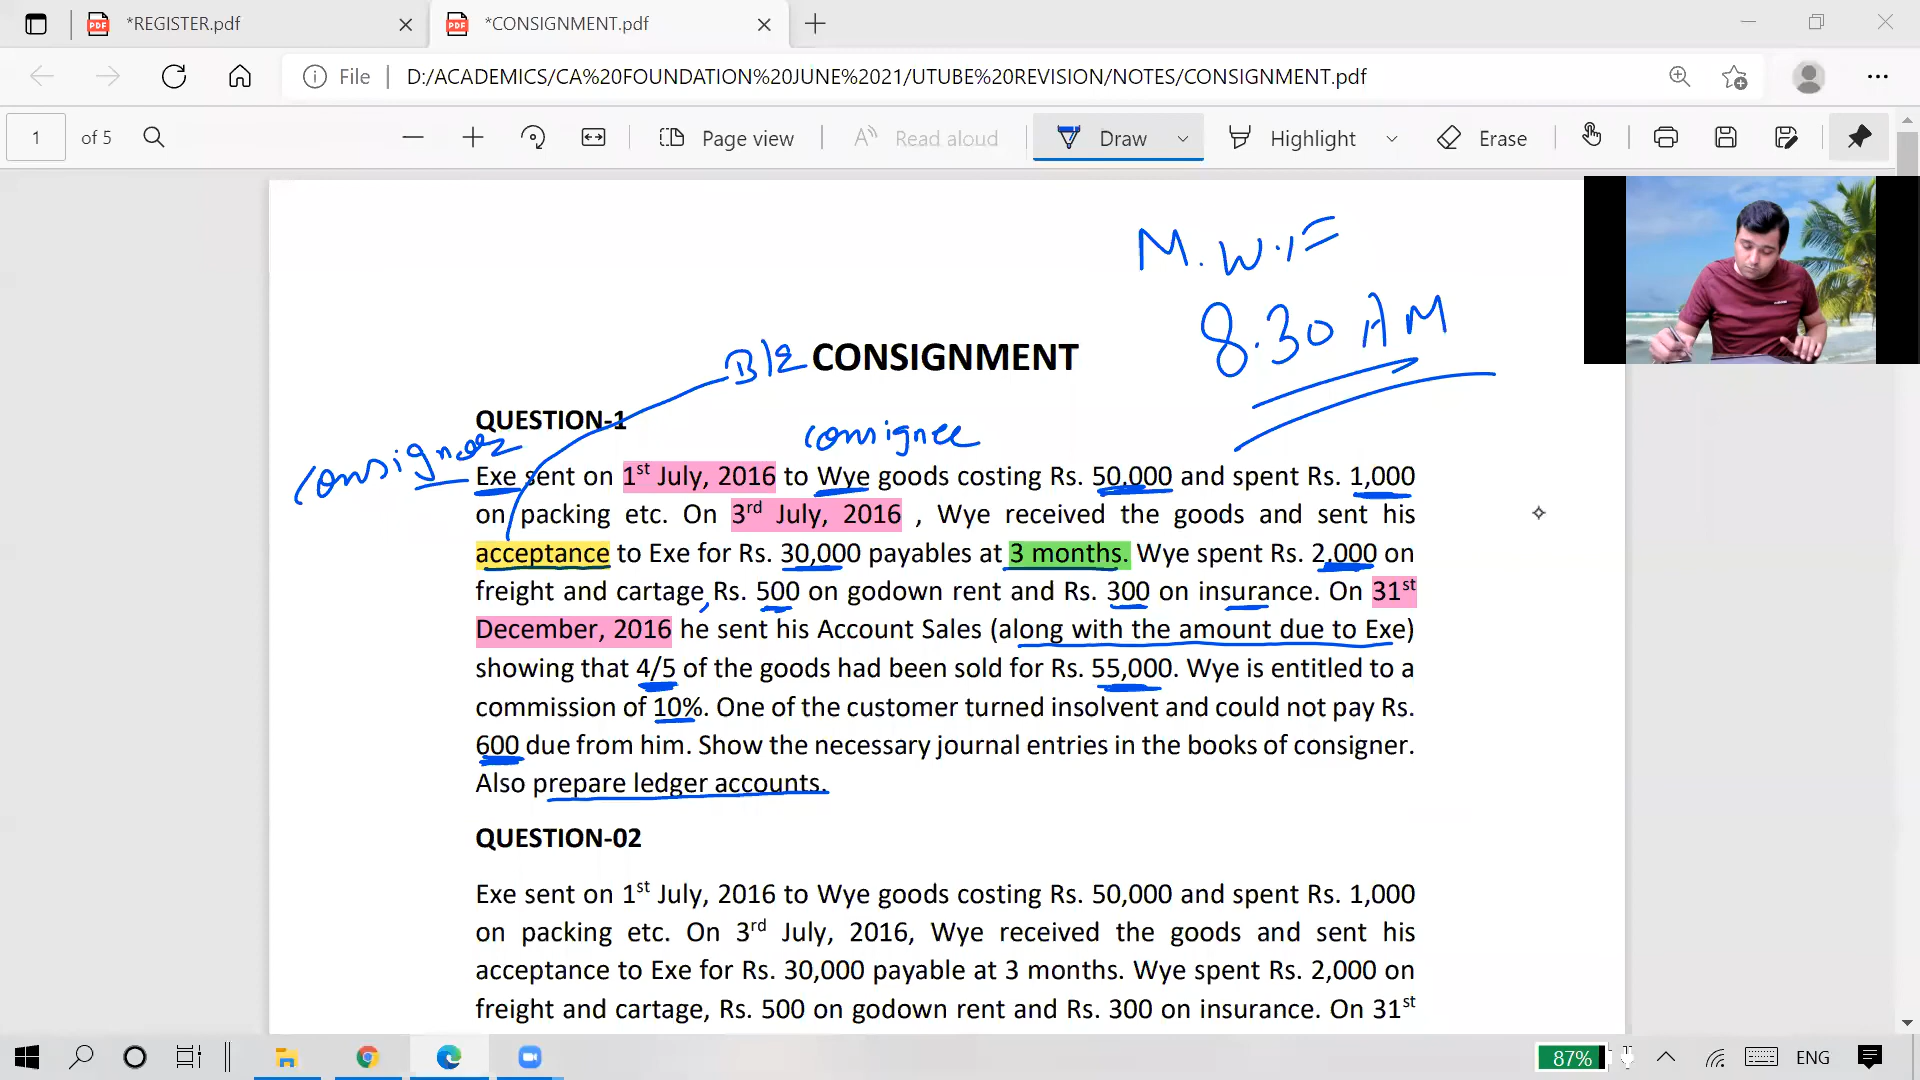 *REGISTER.pdf
*CONSIGNMENT.pdf
File
D:/ACADEMICS/CA%20FOUNDATION%20JUNE%2021/UTUBE%20REVISION/NOTES/CONSIGNMENT.pdf
1 of 5
Page view
Read aloud
Draw
Highlight
Erase
M.W.F
8.30 AM
CONSIGNMENT
QUESTION-1
consignee
consignor
Exe sent on 1st July, 2016 to Wye goods costing Rs. 50,000 and spent Rs. 1,000
on packing etc. On 3rd July, 2016 , Wye received the goods and sent his
acceptance to Exe for Rs. 30,000 payables at 3 months. Wye spent Rs. 2,000 on
freight and cartage, Rs. 500 on godown rent and Rs. 300 on insurance. On 31st
December, 2016 he sent his Account Sales (along with the amount due to Exe)
showing that 4/5 of the goods had been sold for Rs. 55,000. Wye is entitled to a
commission of 10%. One of the customer turned insolvent and could not pay Rs.
600 due from him. Show the necessary journal entries in the books of consigner.
Also prepare ledger accounts.
QUESTION-02
Exe sent on 1st July, 2016 to Wye goods costing Rs. 50,000 and spent Rs. 1,000
on packing etc. On 3rd July, 2016, Wye received the goods and sent his
acceptance to Exe for Rs. 30,000 payable at 3 months. Wye spent Rs. 2,000 on
freight and cartage, Rs. 500 on godown rent and Rs. 300 on insurance. On 31st
87%
ENG